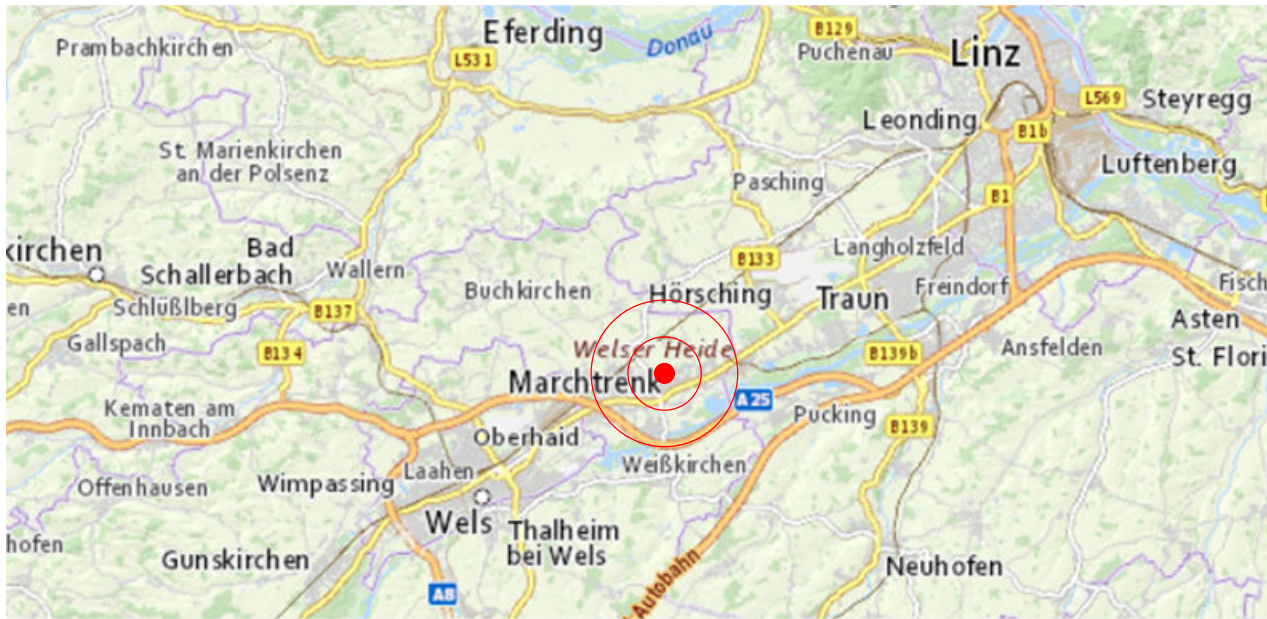 Eferding
Donau
B129
Prambachkirchen
Puchenau
Linz
L531
L569
Steyregg
Leonding
B1b
St. Marienkirchen
an der Polsenz
Luftenberg
Pasching
B1
kirchen
Bad
Schallerbach
Wallern
Langholzfeld
B133
Buchkirchen
Hörsching
Traun
Freindorf
Fisch
en
Schlüßlberg
B137
Asten
Gallspach
B134
Welser Heide
B139b
Ansfelden
St. Flori
Marchtrenk
A 25
Kematen am
Innbach
Pucking
B139
Oberhaid
Laahen
Weißkirchen
Offenhausen
Wimpassing
Wels
Thalheim
bei Wels
hofen
Gunskirchen
Neuhofen
A8
Autobahn